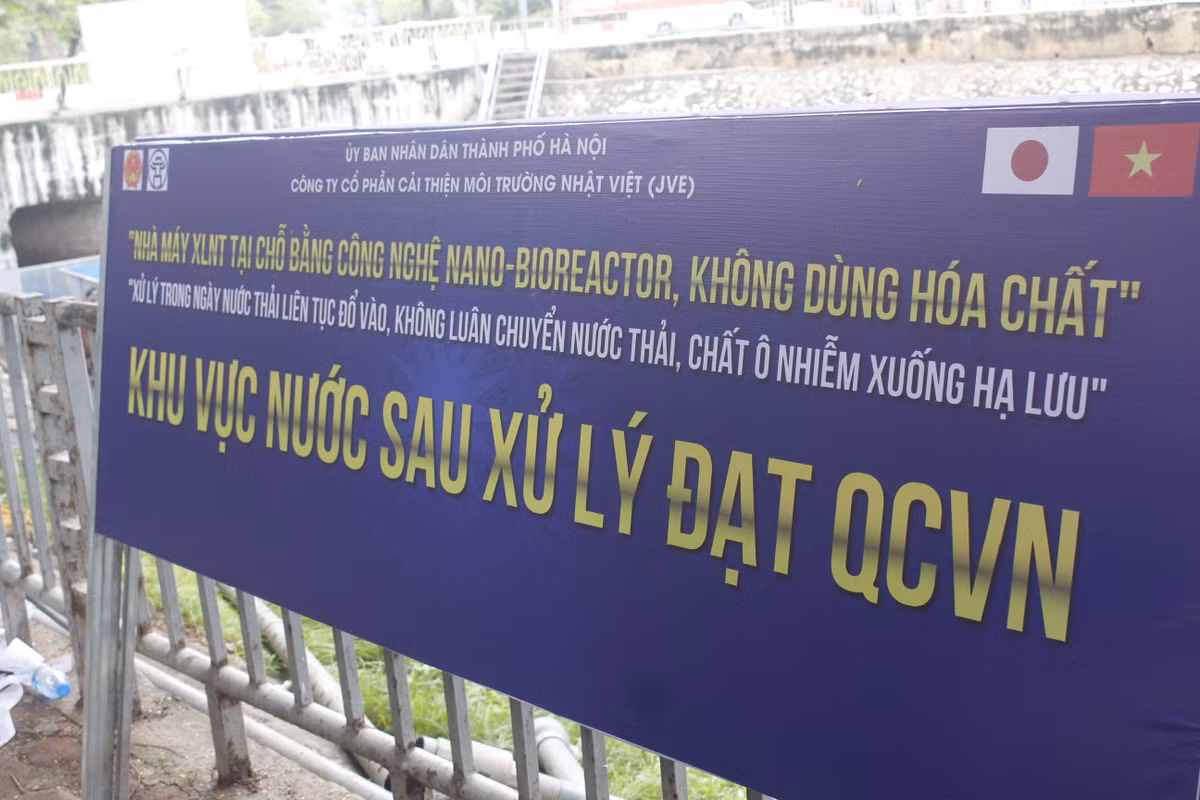 ỦY BAN NHÂN DÂN THÀNH PHỐ HÀ NỘI
CÔNG TY CỔ PHẦN CẢI THIỆN MÔI TRƯỜNG NHẬT VIỆT (JVE)
"NHÀ MÁY XLNT TẠI CHỖ BẰNG CÔNG NGHỆ NANO-BIOREACTOR, KHÔNG DÙNG HÓA CHẤT"
"XỬ LÝ TRONG NGÀY NƯỚC THẢI LIÊN TỤC ĐỔ VÀO, KHÔNG LUÂN CHUYỂN NƯỚC THẢI, CHẤT Ô NHIỄM XUỐNG HẠ LƯU"
KHU VỰC NƯỚC SAU XỬ LÝ ĐẠT QCVN